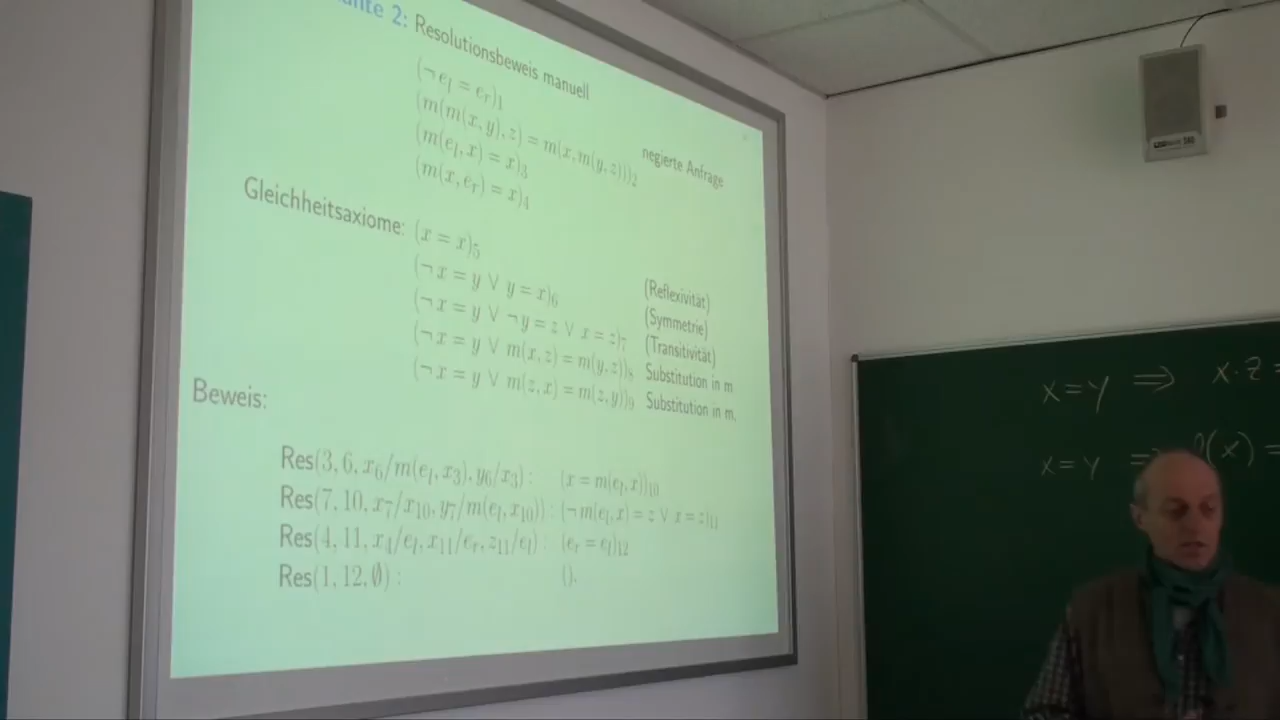 2: Resolutionsbeweis manuell
(¬ e_l = e_r)_1
(m(m(x, y), z) = m(x, m(y, z)))_2 negierte Anfrage
(m(e_l, x) = x)_3
(m(x, e_r) = x)_4
Gleichheitsaxiome: (x = x)_5
(¬ x = y ∨ y = x)_6 (Reflexivität)
(¬ x = y ∨ ¬ y = z ∨ x = z)_7 (Symmetrie)
(¬ x = y ∨ m(x, z) = m(y, z))_8 (Transitivität)
(¬ x = y ∨ m(z, x) = m(z, y))_9 Substitution in m
Substitution in m.
Beweis:
Res(3, 6, x_6/m(e_l, x_3), y_6/x_3) : (x = m(e_l, x))_10
Res(7, 10, x_7/x_10, y_7/m(e_l, x_10)) : (¬ m(e_l, x) = z ∨ x = z)_11
Res(4, 11, x_4/e_l, x_11/e_r, z_11/e_l) : (e_r = e_l)_12
Res(1, 12, ∅) : ().
x = y ⟹ x · z =
x = y (x) =